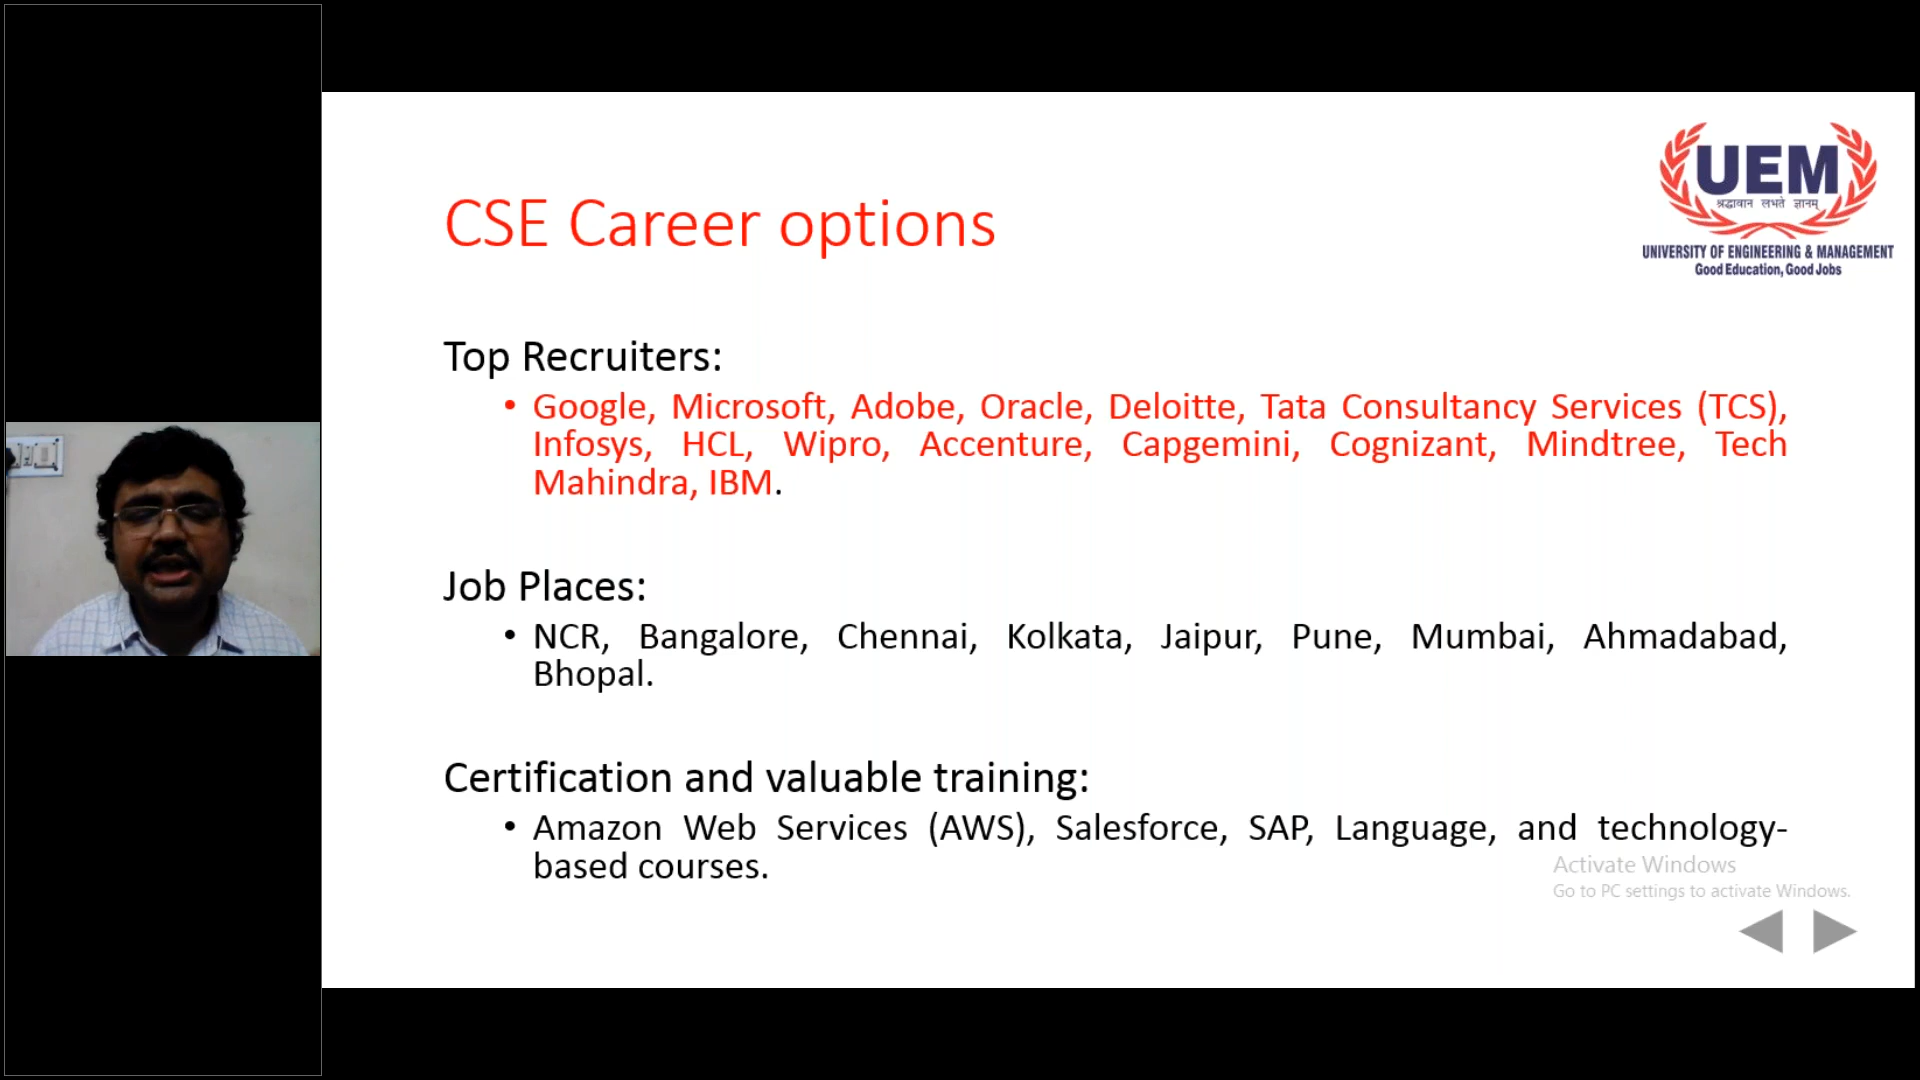 UEM
श्रद्धावान लभते ज्ञानम्
UNIVERSITY OF ENGINEERING & MANAGEMENT
Good Education, Good Jobs
CSE Career options
Top Recruiters:
• Google, Microsoft, Adobe, Oracle, Deloitte, Tata Consultancy Services (TCS),
Infosys, HCL, Wipro, Accenture, Capgemini, Cognizant, Mindtree, Tech
Mahindra, IBM.
Job Places:
• NCR, Bangalore, Chennai, Kolkata, Jaipur, Pune, Mumbai, Ahmadabad,
Bhopal.
Certification and valuable training:
• Amazon Web Services (AWS), Salesforce, SAP, Language, and technology-
based courses.
Activate Windows
Go to PC settings to activate Windows.